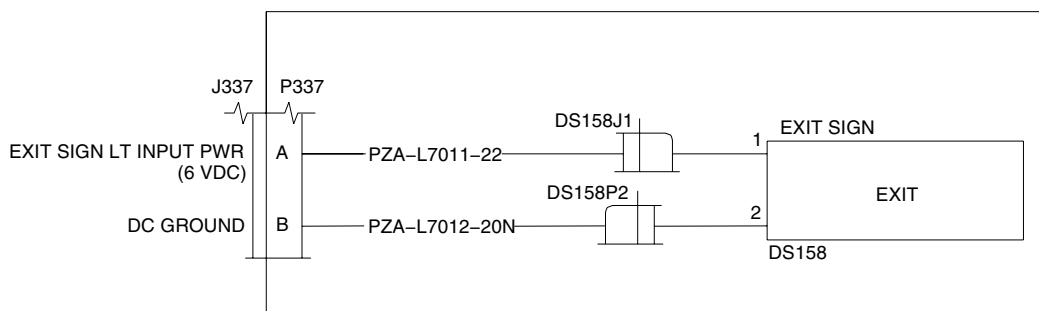 J337 P337
DS158J1
EXIT SIGN
1
EXIT SIGN LT INPUT PWR
(6 VDC)
A
PZA–L7011–22
DS158P2
EXIT
2
DC GROUND
B
PZA–L7012–20N
DS158